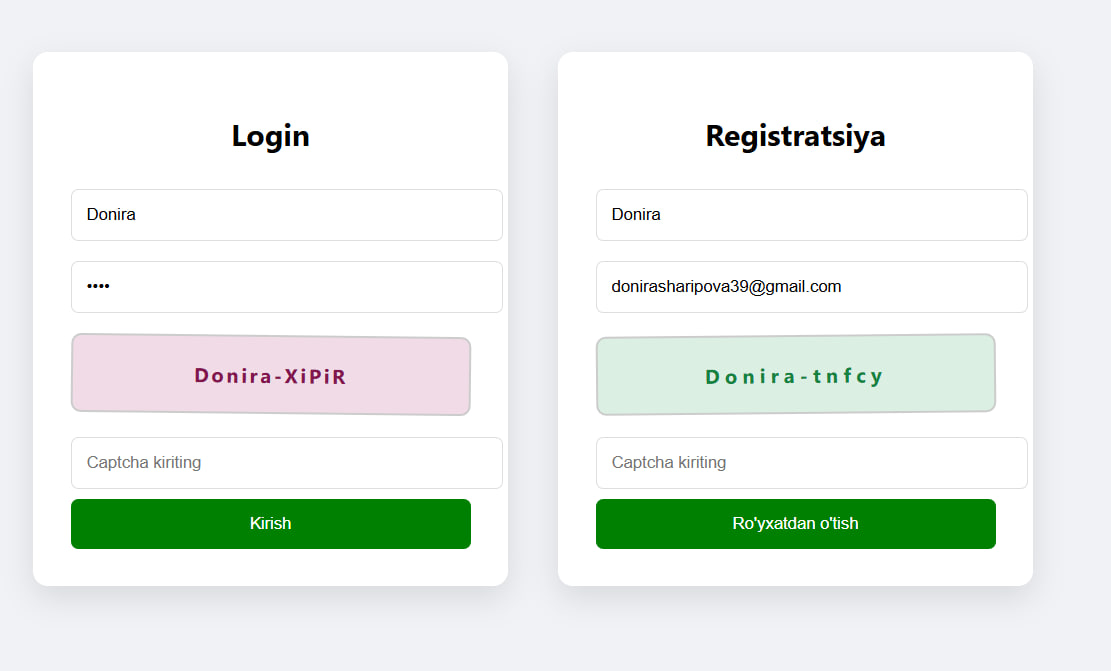 Login
Donira
••••
Donira-XiPiR
Captcha kiriting
Kirish
Registratsiya
Donira
donirasharipova39@gmail.com
Donira-tnfcy
Captcha kiriting
Ro'yxatdan o'tish